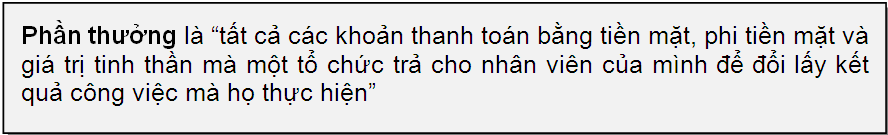 Phần thưởng là “tất cả các khoản thanh toán bằng tiền mặt, phi tiền mặt và
giá trị tinh thần mà một tổ chức trả cho nhân viên của mình để đổi lấy kết
quả công việc mà họ thực hiện”